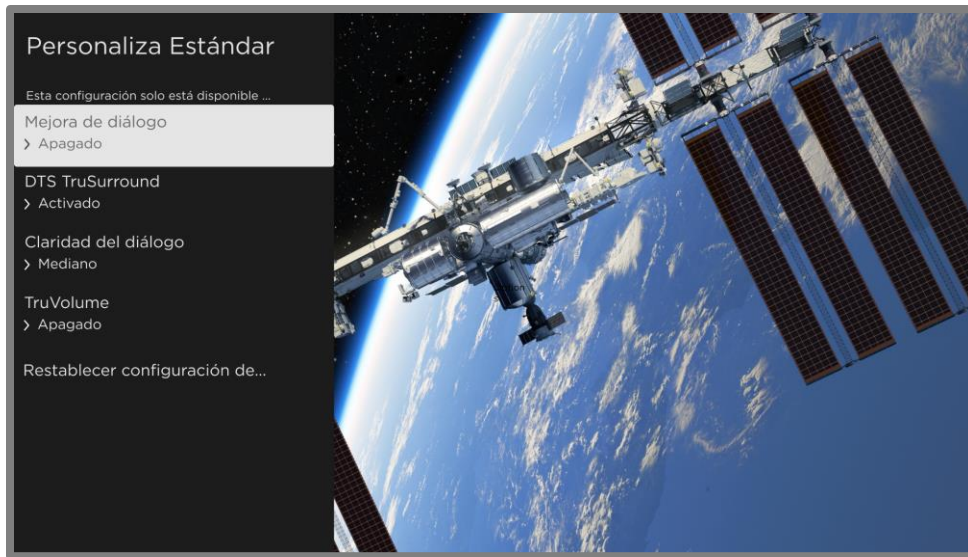 Personaliza Estándar
Esta configuración solo está disponible ...
Mejora de diálogo
> Apagado
DTS TruSurround
> Activado
Claridad del diálogo
> Mediano
TruVolume
> Apagado
Restablecer configuración de...